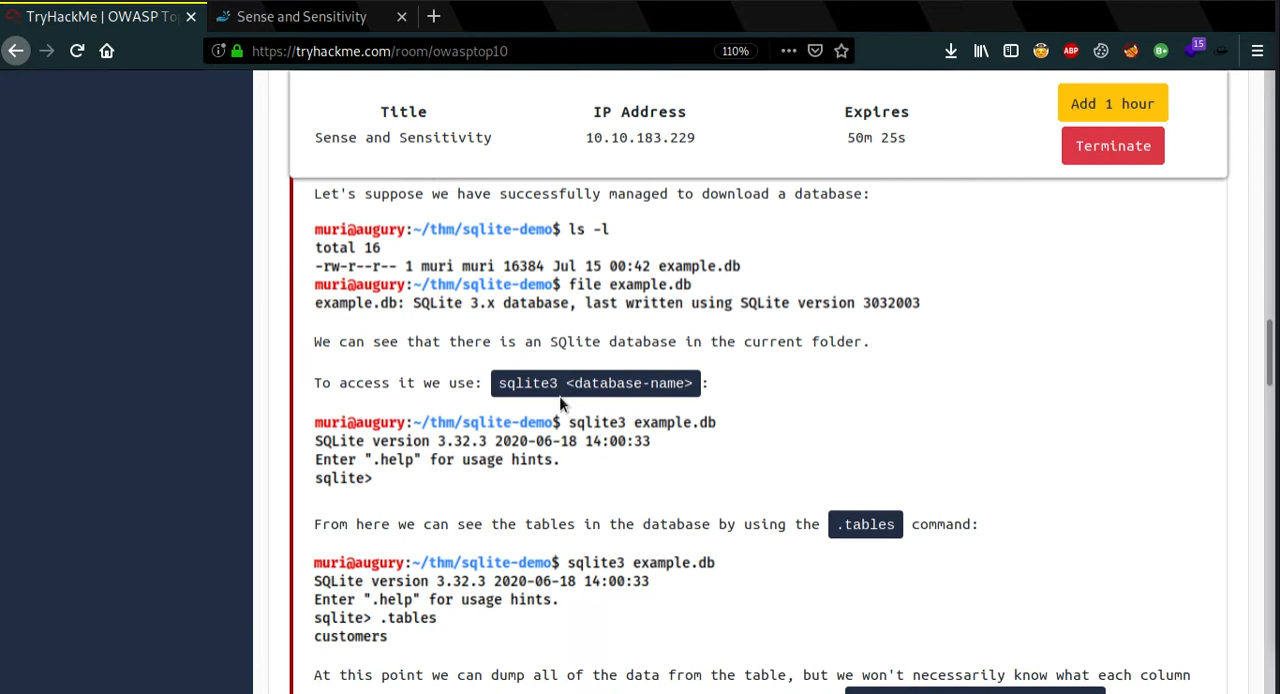 TryHackMe | OWASP To
Sense and Sensitivity
https://tryhackme.com/room/owasptop10
110%
ABP
B+
15
Title IP Address Expires
Add 1 hour
Sense and Sensitivity 10.10.183.229 50m 25s
Terminate
Let's suppose we have successfully managed to download a database:
muri@augury:~/thm/sqlite-demo$ ls -l
total 16
-rw-r--r-- 1 muri muri 16384 Jul 15 00:42 example.db
muri@augury:~/thm/sqlite-demo$ file example.db
example.db: SQLite 3.x database, last written using SQLite version 3032003
We can see that there is an SQlite database in the current folder.
To access it we use: sqlite3 <database-name> :
muri@augury:~/thm/sqlite-demo$ sqlite3 example.db
SQLite version 3.32.3 2020-06-18 14:00:33
Enter ".help" for usage hints.
sqlite>
From here we can see the tables in the database by using the .tables command:
muri@augury:~/thm/sqlite-demo$ sqlite3 example.db
SQLite version 3.32.3 2020-06-18 14:00:33
Enter ".help" for usage hints.
sqlite> .tables
customers
At this point we can dump all of the data from the table, but we won't necessarily know what each column